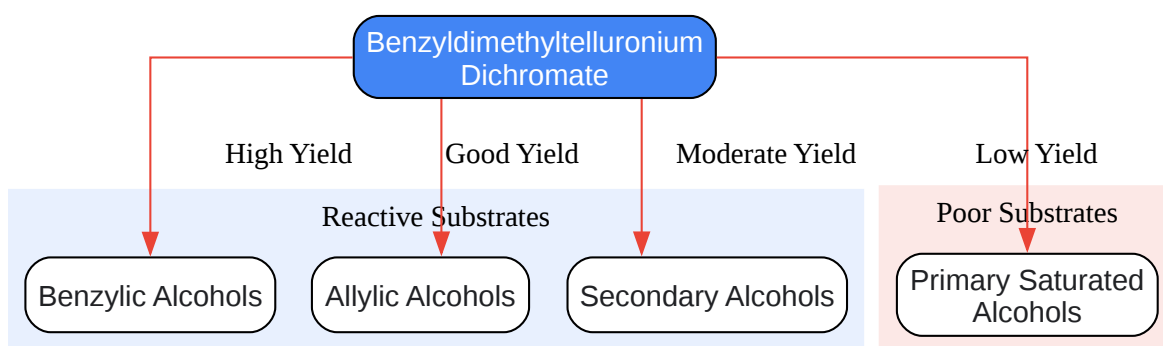 Benzyldimethyltelluronium
Dichromate
High Yield
Good Yield
Moderate Yield
Low Yield
Reactive Substrates
Poor Substrates
Benzylic Alcohols
Allylic Alcohols
Secondary Alcohols
Primary Saturated
Alcohols